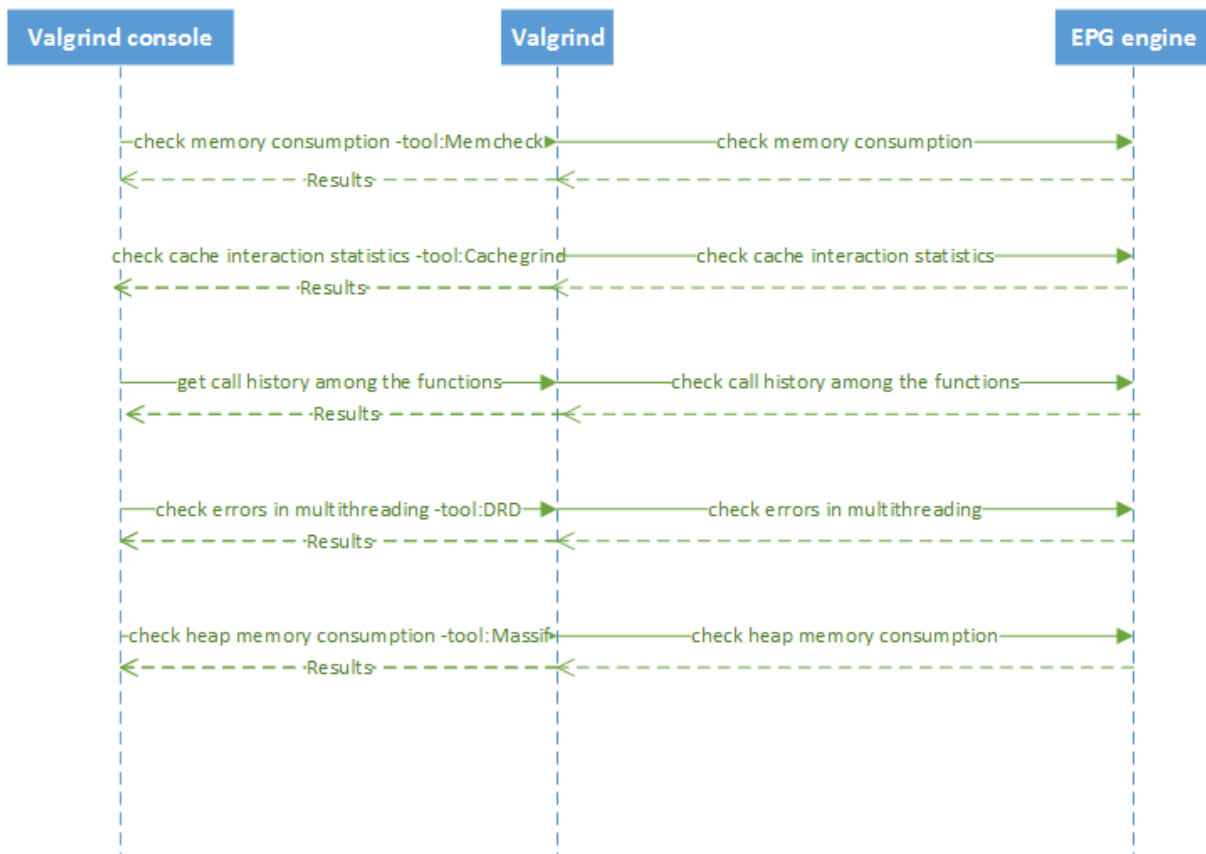 Valgrind console
Valgrind
EPG engine
check memory consumption -tool:Memcheck
check memory consumption
Results
check cache interaction statistics -tool:Cachegrind
check cache interaction statistics
Results
get call history among the functions
check call history among the functions
Results
check errors in multithreading -tool:DRD
check errors in multithreading
Results
check heap memory consumption -tool:Massif
check heap memory consumption
Results